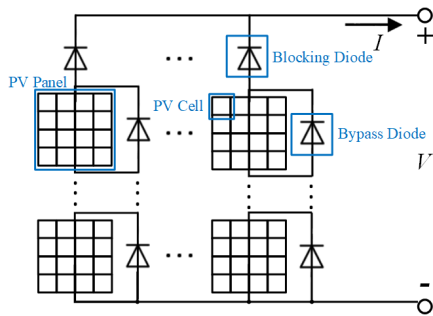 I
+
Blocking Diode
PV Panel
PV Cell
Bypass Diode
V
-